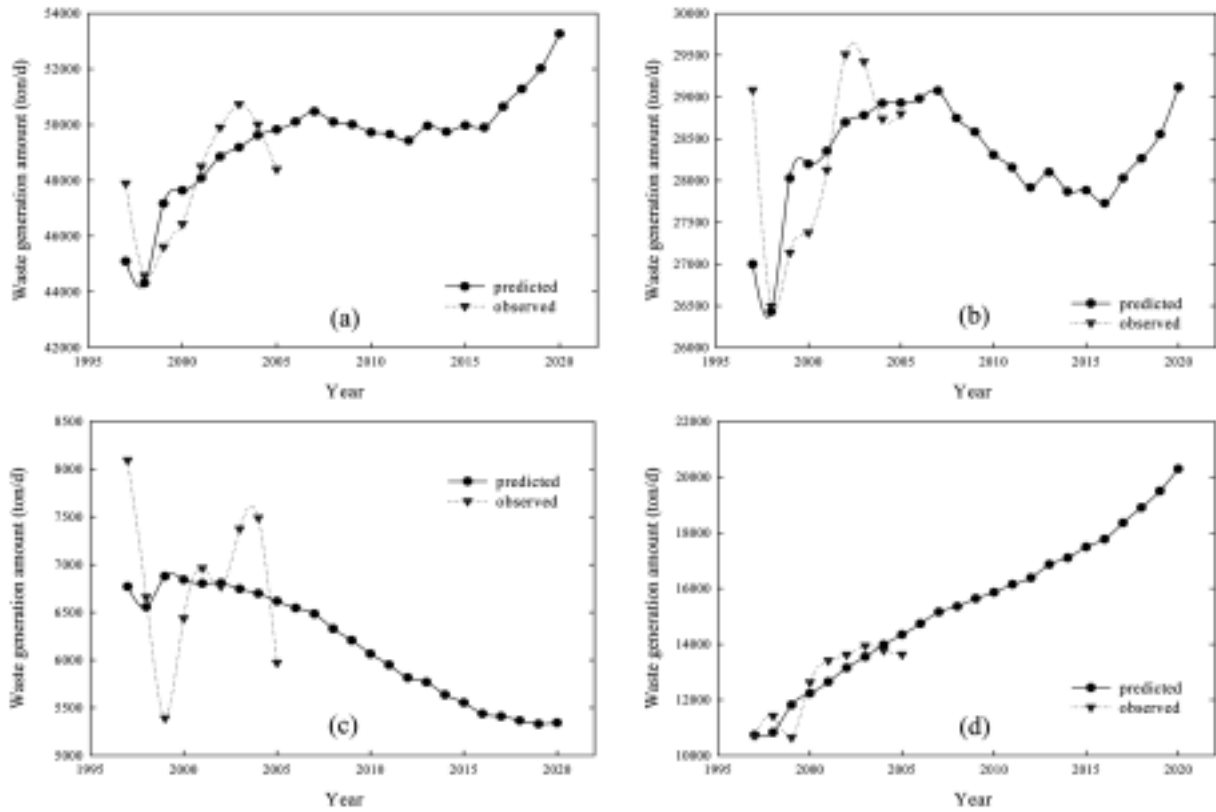 54000
52000
50000
48000
46000
44000
42000
Waste generation amount (ton/d)
predicted
observed
(a)
1995 2000 2005 2010 2015 2020
Year
30000
29500
29000
28500
28000
27500
27000
26500
26000
Waste generation amount (ton/d)
predicted
observed
(b)
1995 2000 2005 2010 2015 2020
Year
8500
8000
7500
7000
6500
6000
5500
5000
Waste generation amount (ton/d)
predicted
observed
(c)
1995 2000 2005 2010 2015 2020
Year
22000
20000
18000
16000
14000
12000
10000
Waste generation amount (ton/d)
predicted
observed
(d)
1995 2000 2005 2010 2015 2020
Year